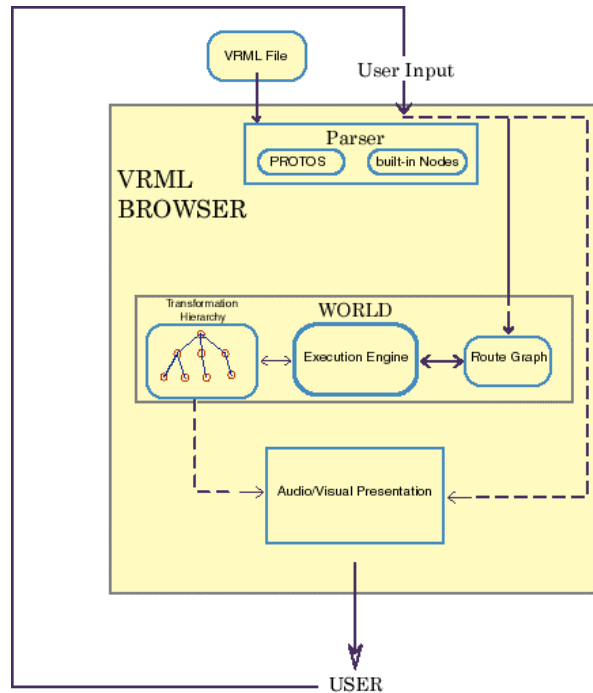 VRML File
User Input
Parser
PROTOS
built-in Nodes
VRML
BROWSER
Transformation
Hierarchy
WORLD
Execution Engine
Route Graph
Audio/Visual Presentation
USER